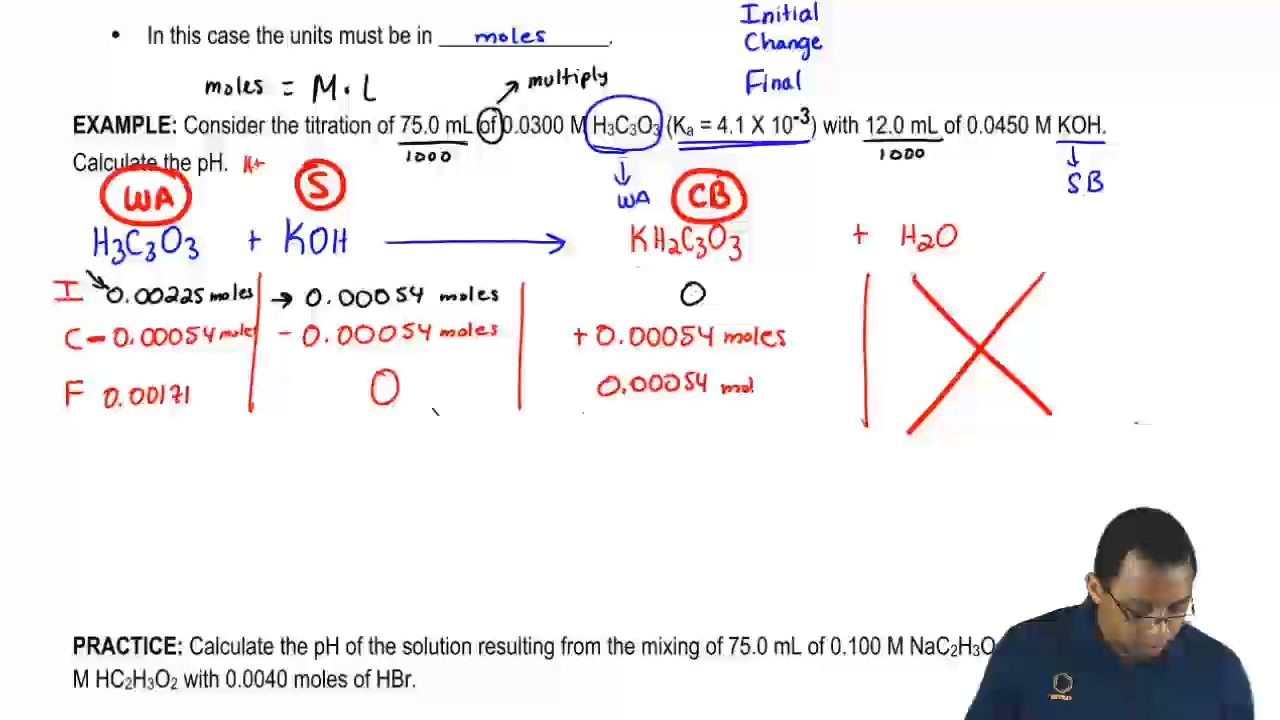 Initial
• In this case the units must be in moles.
Change
moles = M · L
multiply
Final
EXAMPLE: Consider the titration of 75.0 mL of 0.0300 M H₃C₃O₃ (Kₐ = 4.1 X 10⁻³) with 12.0 mL of 0.0450 M KOH.
1000 1000
Calculate the pH. H+
WA S WA CB SB
H₃C₃O₃ + KOH → KH₂C₃O₃ + H₂O
I 0.00225 moles → 0.00054 moles 0
C - 0.00054 moles - 0.00054 moles + 0.00054 moles
F 0.00171 0 0.00054 mol
PRACTICE: Calculate the pH of the solution resulting from the mixing of 75.0 mL of 0.100 M NaC₂H₃O
M HC₂H₃O₂ with 0.0040 moles of HBr.